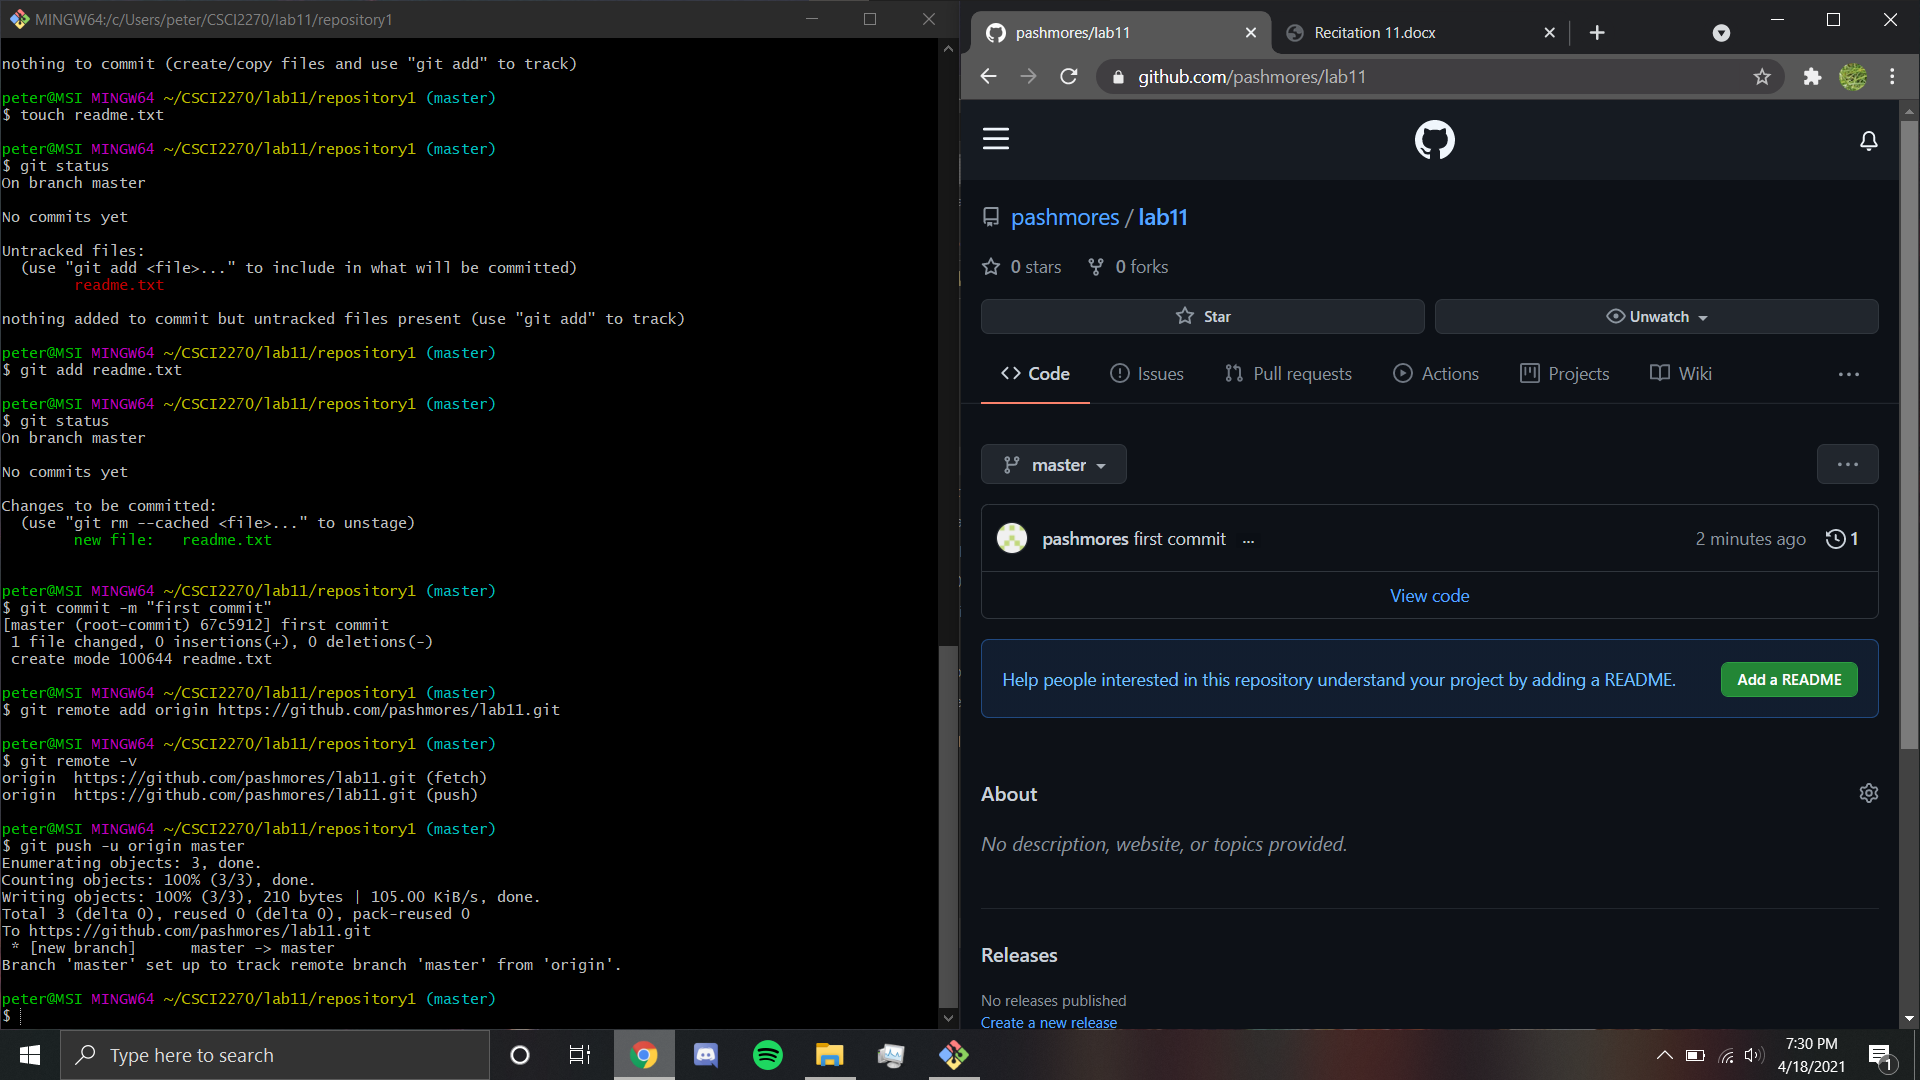 MINGW64:/c/Users/peter/CSCI2270/lab11/repository1
nothing to commit (create/copy files and use "git add" to track)
peter@MSI MINGW64 ~/CSCI2270/lab11/repository1 (master)
$ touch readme.txt
peter@MSI MINGW64 ~/CSCI2270/lab11/repository1 (master)
$ git status
On branch master
No commits yet
Untracked files:
(use "git add <file>..." to include in what will be committed)
readme.txt
nothing added to commit but untracked files present (use "git add" to track)
peter@MSI MINGW64 ~/CSCI2270/lab11/repository1 (master)
$ git add readme.txt
peter@MSI MINGW64 ~/CSCI2270/lab11/repository1 (master)
$ git status
On branch master
No commits yet
Changes to be committed:
(use "git rm --cached <file>..." to unstage)
new file:   readme.txt
peter@MSI MINGW64 ~/CSCI2270/lab11/repository1 (master)
$ git commit -m "first commit"
[master (root-commit) 67c5912] first commit
1 file changed, 0 insertions(+), 0 deletions(-)
create mode 100644 readme.txt
peter@MSI MINGW64 ~/CSCI2270/lab11/repository1 (master)
$ git remote add origin https://github.com/pashmores/lab11.git
peter@MSI MINGW64 ~/CSCI2270/lab11/repository1 (master)
$ git remote -v
origin  https://github.com/pashmores/lab11.git (fetch)
origin  https://github.com/pashmores/lab11.git (push)
peter@MSI MINGW64 ~/CSCI2270/lab11/repository1 (master)
$ git push -u origin master
Enumerating objects: 3, done.
Counting objects: 100% (3/3), done.
Writing objects: 100% (3/3), 210 bytes | 105.00 KiB/s, done.
Total 3 (delta 0), reused 0 (delta 0), pack-reused 0
To https://github.com/pashmores/lab11.git
* [new branch]      master -> master
Branch 'master' set up to track remote branch 'master' from 'origin'.
peter@MSI MINGW64 ~/CSCI2270/lab11/repository1 (master)
$
pashmores/lab11
Recitation 11.docx
github.com/pashmores/lab11
pashmores / lab11
0 stars 0 forks
Star
Unwatch
Code Issues Pull requests Actions Projects Wiki ...
master
...
pashmores first commit ...
2 minutes ago 1
View code
Help people interested in this repository understand your project by adding a README.
Add a README
About
No description, website, or topics provided.
Releases
No releases published
Create a new release
Type here to search
7:30 PM
4/18/2021
1